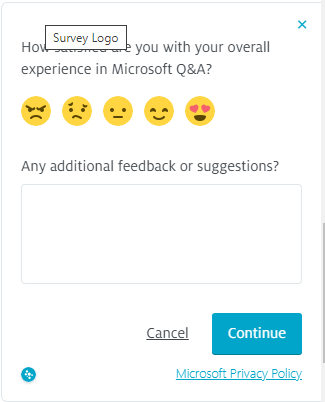 Survey Logo
How satisfied are you with your overall
experience in Microsoft Q&A?
Any additional feedback or suggestions?
Cancel
Continue
Microsoft Privacy Policy